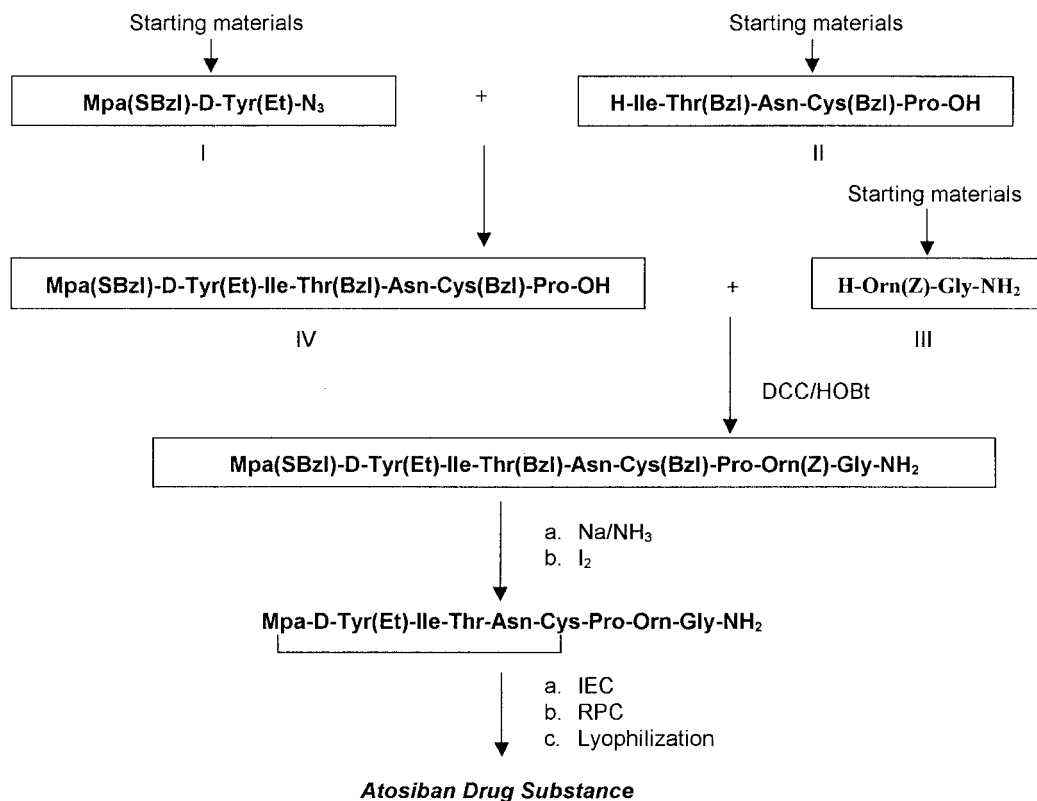 Starting materials
Starting materials
Mpa(SBzl)-D-Tyr(Et)-N₃
+
H-Ile-Thr(Bzl)-Asn-Cys(Bzl)-Pro-OH
I
II
Starting materials
Mpa(SBzl)-D-Tyr(Et)-Ile-Thr(Bzl)-Asn-Cys(Bzl)-Pro-OH
+
H-Orn(Z)-Gly-NH₂
IV
III
DCC/HOBt
Mpa(SBzl)-D-Tyr(Et)-Ile-Thr(Bzl)-Asn-Cys(Bzl)-Pro-Orn(Z)-Gly-NH₂
a. Na/NH₃
b. I₂
Mpa-D-Tyr(Et)-Ile-Thr-Asn-Cys-Pro-Orn-Gly-NH₂
a. IEC
b. RPC
c. Lyophilization
Atosiban Drug Substance